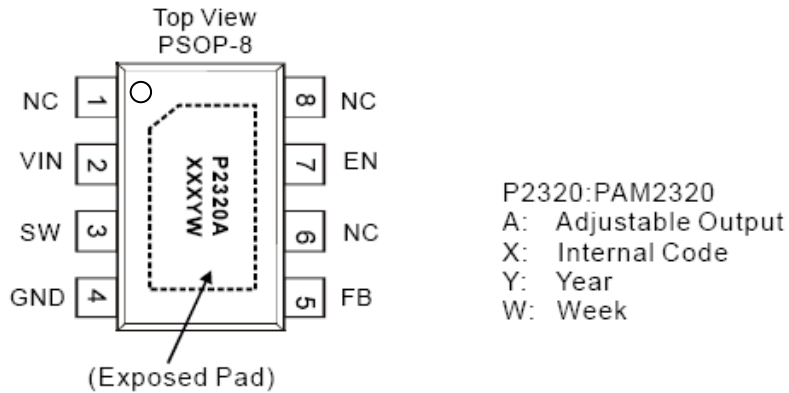 Top View
PSOP-8
NC 1 8 NC
VIN 2 7 EN
SW 3 6 NC
GND 4 5 FB
P2320A
XXXYW
(Exposed Pad)
P2320:PAM2320
A: Adjustable Output
X: Internal Code
Y: Year
W: Week